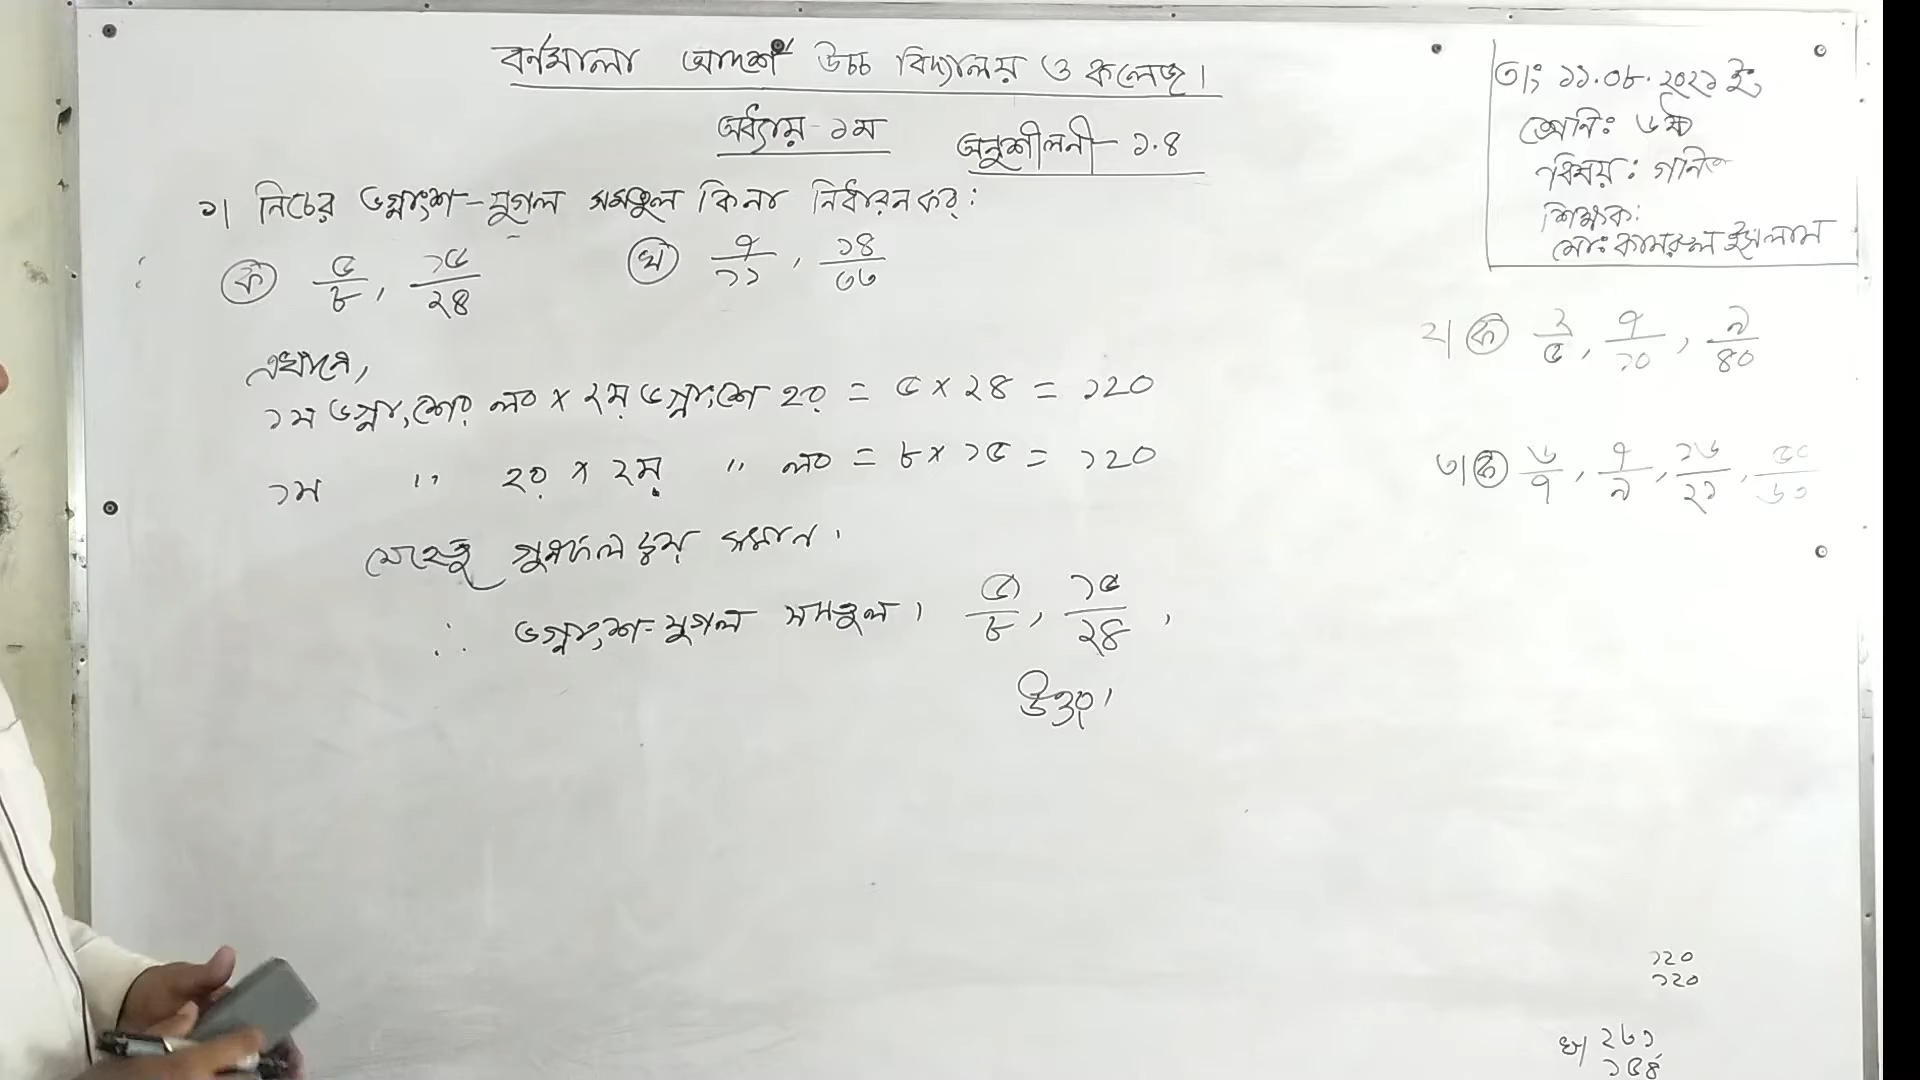 বর্ণমালা আদর্শ উচ্চ বিদ্যালয় ও কলেজ।
অধ্যায়-১ম অনুশীলনী-১.৪
তাং ১১.০৮.২০২১ ইং
শ্রেণি: ৬ষ্ঠ
বিষয়: গনিত
শিক্ষক:
মোঃ কামরুল ইসলাম
১। নিচের ভগ্নাংশ-যুগল সমতুল কিনা নির্ধারন কর:
ক ৫/৮, ১৫/২৪ খ ৭/১১, ১৪/৩৩
এখানে,
১ম ভগ্নাংশের লব × ২য় ভগ্নাংশে হর = ৫ × ২৪ = ১২০
১ম " হর × ২য় " লব = ৮ × ১৫ = ১২০
যেহেতু গুনফলদ্বয় সমান।
∴ ভগ্নাংশ-যুগল সমতুল। ৫/৮, ১৫/২৪,
উত্তর।
২। ক ২/৫, ৭/১০, ৯/৪০
৩। ক ৬/৭, ৭/৯, ১৬/২১, ৫০/৬৩
১২০
১২০
খ। ২৩১
১৫৪